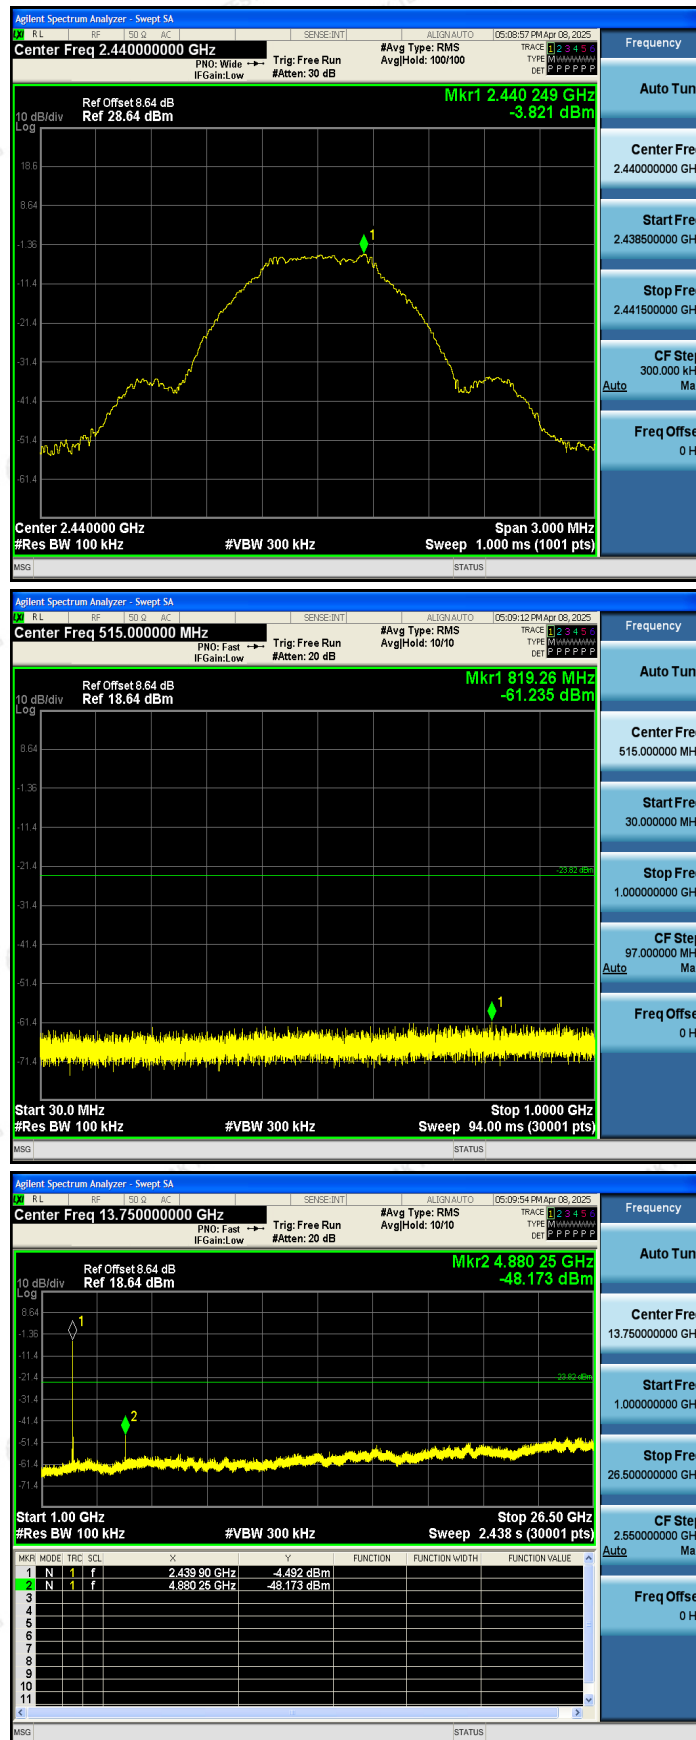 Agilent Spectrum Analyzer - Swept SA
LXI RL RF 50 Ω AC SENSE:INT ALIGNAUTO 05:08:57 PM Apr 08, 2025
Center Freq 2.440000000 GHz
#Avg Type: RMS
TRACE 1 2 3 4 5 6
PNO: Wide
Trig: Free Run
Avg|Hold: 100/100
TYPE M
IFGain:Low
#Atten: 30 dB
DET P P P P P P
Frequency
Auto Tun
Mkr1 2.440 249 GHz
-3.821 dBm
Ref Offset 8.64 dB
10 dB/div Ref 28.64 dBm
Log
18.6
8.64
-1.36
-11.4
-21.4
-31.4
-41.4
-51.4
-61.4
1
Center Fre
2.440000000 GH
Start Fre
2.438500000 GH
Stop Fre
2.441500000 GH
CF Ste
300.000 kH
Auto Ma
Freq Offse
0 H
Center 2.440000 GHz Span 3.000 MHz
#Res BW 100 kHz #VBW 300 kHz Sweep 1.000 ms (1001 pts)
MSG STATUS
Agilent Spectrum Analyzer - Swept SA
LXI RL RF 50 Ω AC SENSE:INT ALIGNAUTO 05:09:12 PM Apr 08, 2025
Center Freq 515.000000 MHz
#Avg Type: RMS
TRACE 1 2 3 4 5 6
PNO: Fast
Trig: Free Run
Avg|Hold: 10/10
TYPE M
IFGain:Low
#Atten: 20 dB
DET P P P P P P
Frequency
Auto Tun
Mkr1 819.26 MHz
-61.235 dBm
Ref Offset 8.64 dB
10 dB/div Ref 18.64 dBm
Log
8.64
-1.36
-11.4
-21.4
-31.4
-41.4
-51.4
-61.4
-71.4
-23.82 dBm
1
Center Fre
515.000000 MH
Start Fre
30.000000 MH
Stop Fre
1.000000000 GH
CF Ste
97.000000 MH
Auto Ma
Freq Offse
0 H
Start 30.0 MHz Stop 1.0000 GHz
#Res BW 100 kHz #VBW 300 kHz Sweep 94.00 ms (30001 pts)
MSG STATUS
Agilent Spectrum Analyzer - Swept SA
LXI RL RF 50 Ω AC SENSE:INT ALIGNAUTO 05:09:54 PM Apr 08, 2025
Center Freq 13.750000000 GHz
#Avg Type: RMS
TRACE 1 2 3 4 5 6
PNO: Fast
Trig: Free Run
Avg|Hold: 10/10
TYPE M
IFGain:Low
#Atten: 20 dB
DET P P P P P P
Frequency
Auto Tun
Mkr2 4.880 25 GHz
-48.173 dBm
Ref Offset 8.64 dB
10 dB/div Ref 18.64 dBm
Log
8.64
-1.36
-11.4
-21.4
-31.4
-41.4
-51.4
-61.4
-71.4
-23.82 dBm
1
2
Center Fre
13.750000000 GH
Start Fre
1.000000000 GH
Stop Fre
26.500000000 GH
CF Ste
2.550000000 GH
Auto Ma
Freq Offse
0 H
Start 1.00 GHz Stop 26.50 GHz
#Res BW 100 kHz #VBW 300 kHz Sweep 2.438 s (30001 pts)
MKR MODE TRC SCL X Y FUNCTION FUNCTION WIDTH FUNCTION VALUE
1 N 1 f 2.439 90 GHz -4.492 dBm
2 N 1 f 4.880 25 GHz -48.173 dBm
3
4
5
6
7
8
9
10
11
MSG STATUS